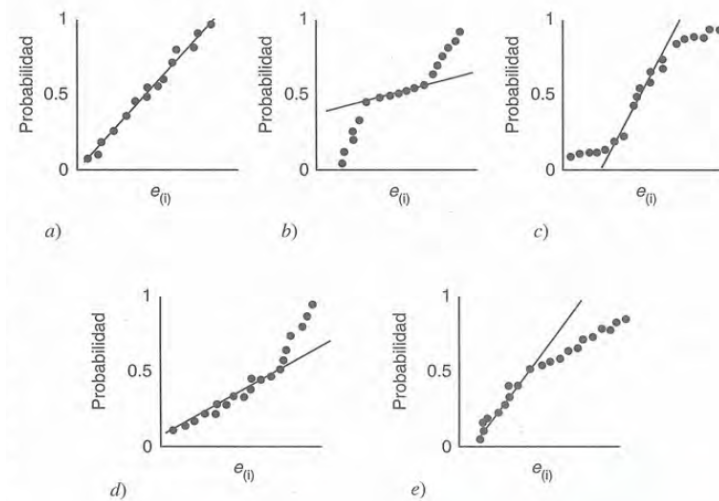 Probabilidad
1
0.5
0
e(i)
a)
Probabilidad
1
0.5
0
e(i)
b)
Probabilidad
1
0.5
0
e(i)
c)
Probabilidad
1
0.5
0
e(i)
d)
Probabilidad
1
0.5
0
e(i)
e)